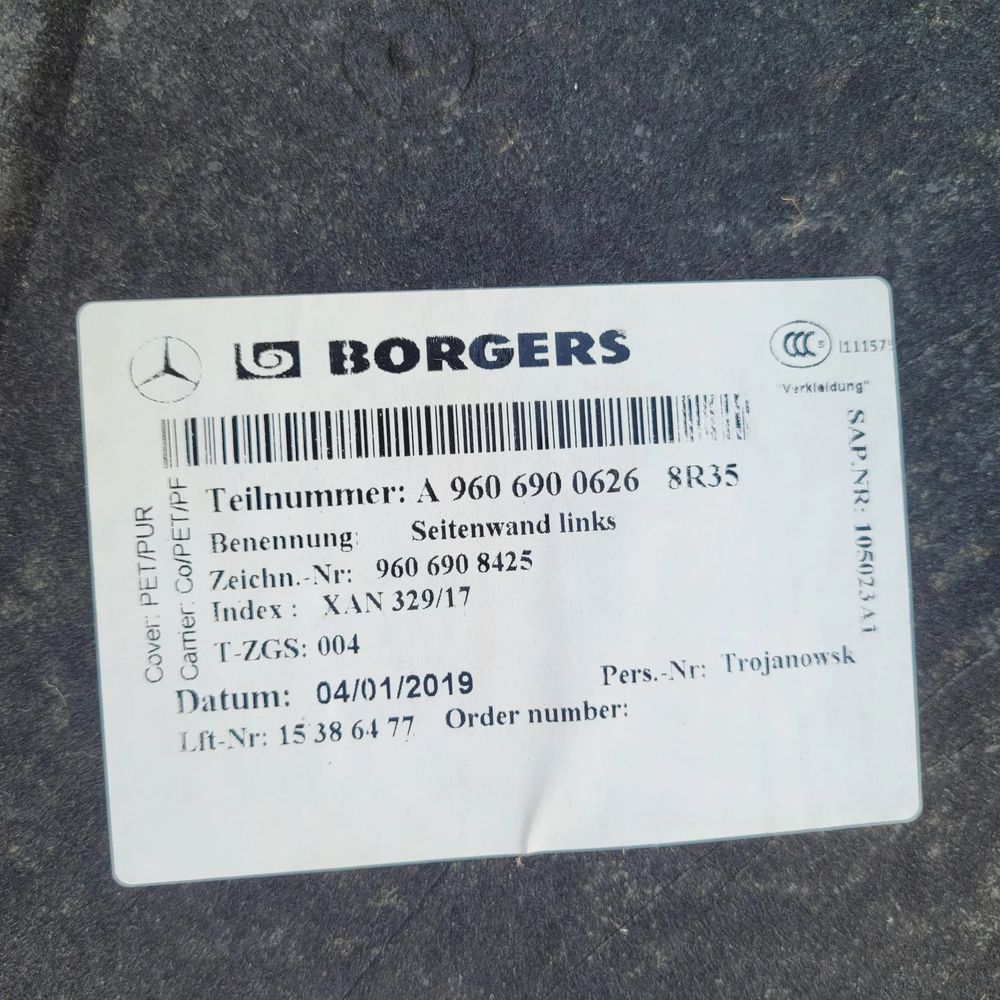 BORGERS
CCC
"Verkleidung"
Teilnummer: A 960 690 0626 8R35
Benennung: Seitenwand links
Zeichn.-Nr: 960 690 8425
Index : XAN 329/17
T-ZGS: 004
Datum: 04/01/2019
Pers.-Nr: Trojanowsk
Lft-Nr: 15 38 64 77
Order number:
Cover: PET/PUR
Carrier: Co/PET/PF
SAP.NR: 105023A1